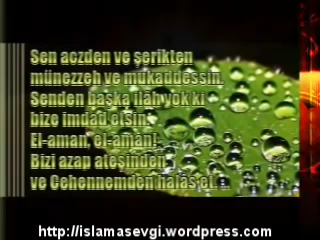 Sen aczden ve şerikten
münezzeh ve mukaddessin.
Senden başka ilâh yok ki
bize imdad etsin.
El-aman, el-aman!
Bizi azap ateşinden
ve Cehennemden halâs et ...
http://islamasevgi.wordpress.com